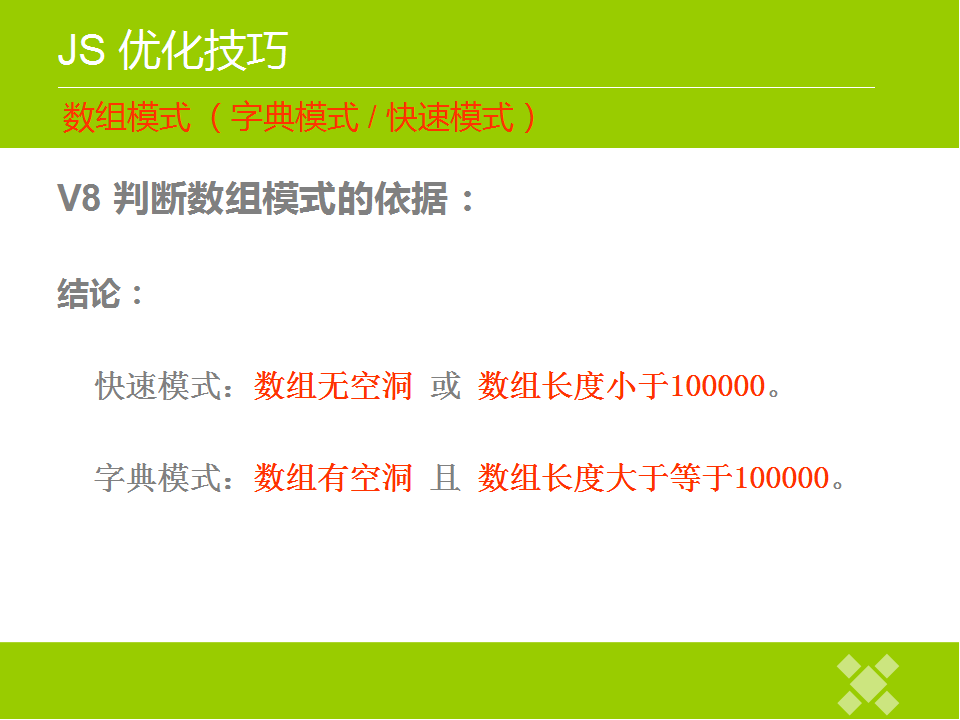 JS 优化技巧
数组模式 （ 字典模式 / 快速模式 ）
V8 判断数组模式的依据：
结论：
快速模式：数组无空洞 或 数组长度小于100000。
字典模式：数组有空洞 且 数组长度大于等于100000。